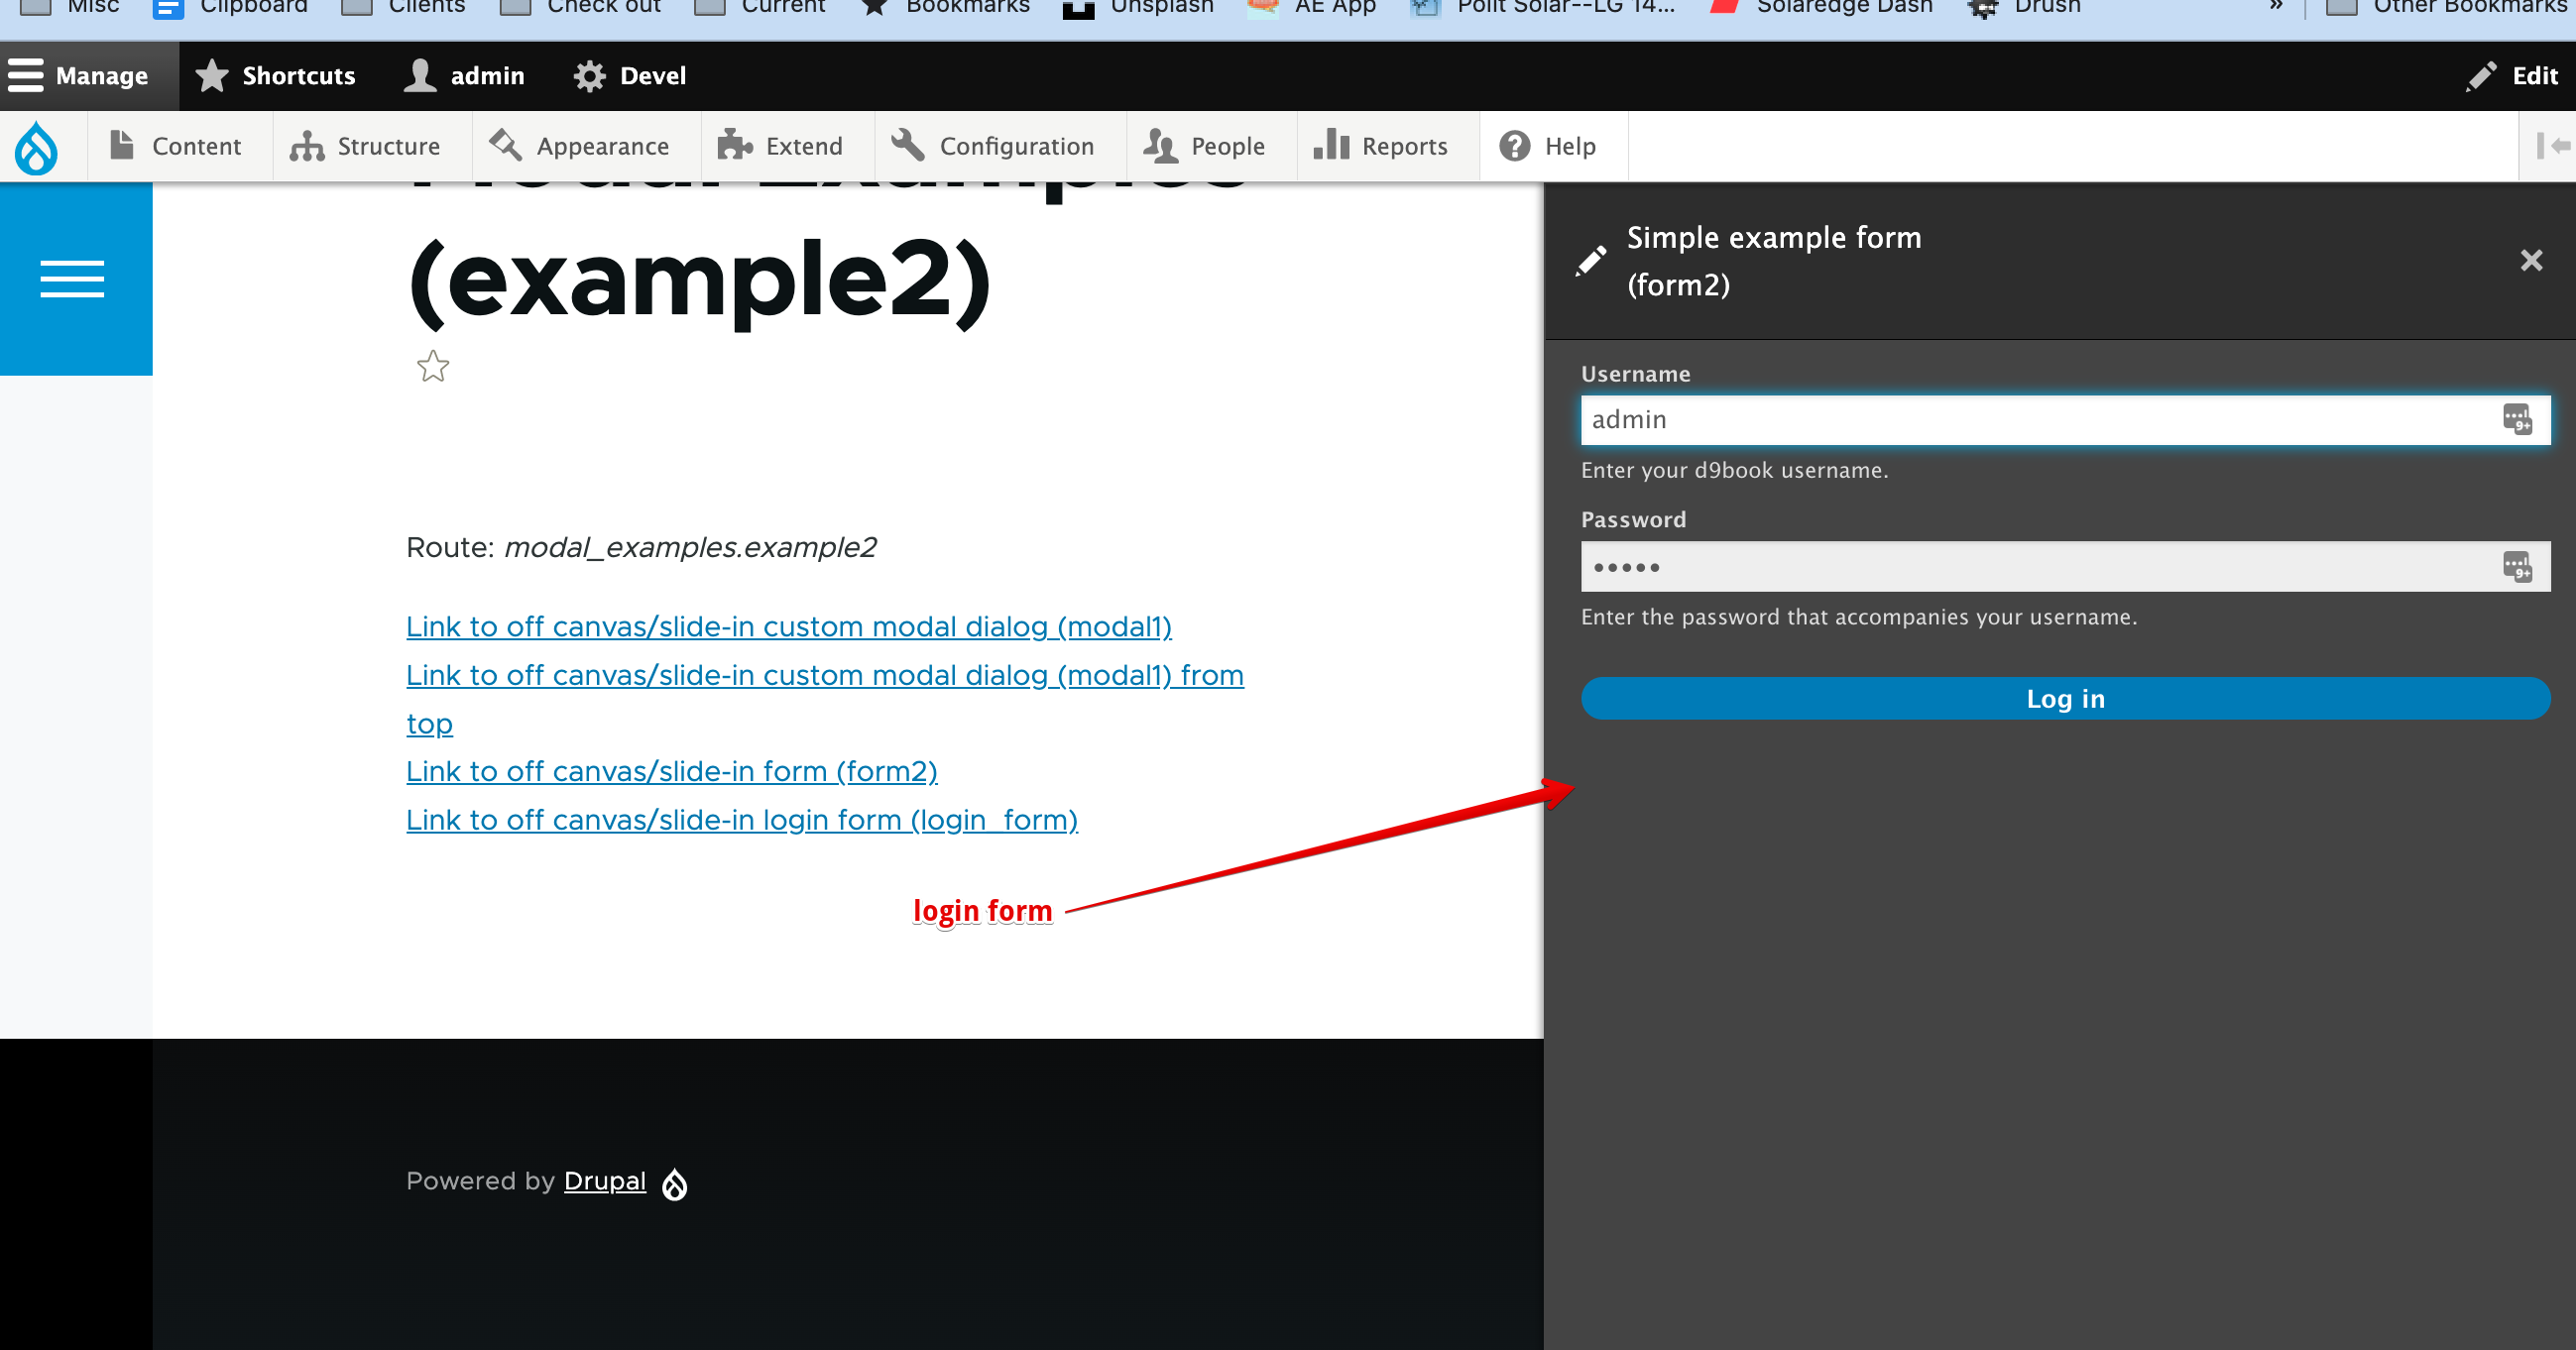 Misc Clipboard Clients Check out Current Bookmarks Unsplash AE App Polit Solar--LG 14... Solaredge Dash Drush » Other Bookmarks
Manage Shortcuts admin Devel Edit
Content Structure Appearance Extend Configuration People Reports Help
Modal Examples
(example2)
Route: modal_examples.example2
Link to off canvas/slide-in custom modal dialog (modal1)
Link to off canvas/slide-in custom modal dialog (modal1) from
top
Link to off canvas/slide-in form (form2)
Link to off canvas/slide-in login form (login_form)
login form
Powered by Drupal
Simple example form
(form2)
Username
admin
9+
Enter your d9book username.
Password
•••••
9+
Enter the password that accompanies your username.
Log in